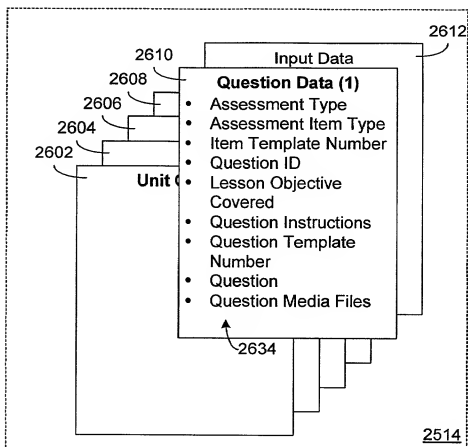 2612
2610
Input Data
2608
Question Data (1)
2606
• Assessment Type
2604
• Assessment Item Type
2602
• Item Template Number
• Question ID
Unit
• Lesson Objective
Covered
• Question Instructions
• Question Template
Number
• Question
• Question Media Files
2634
2514